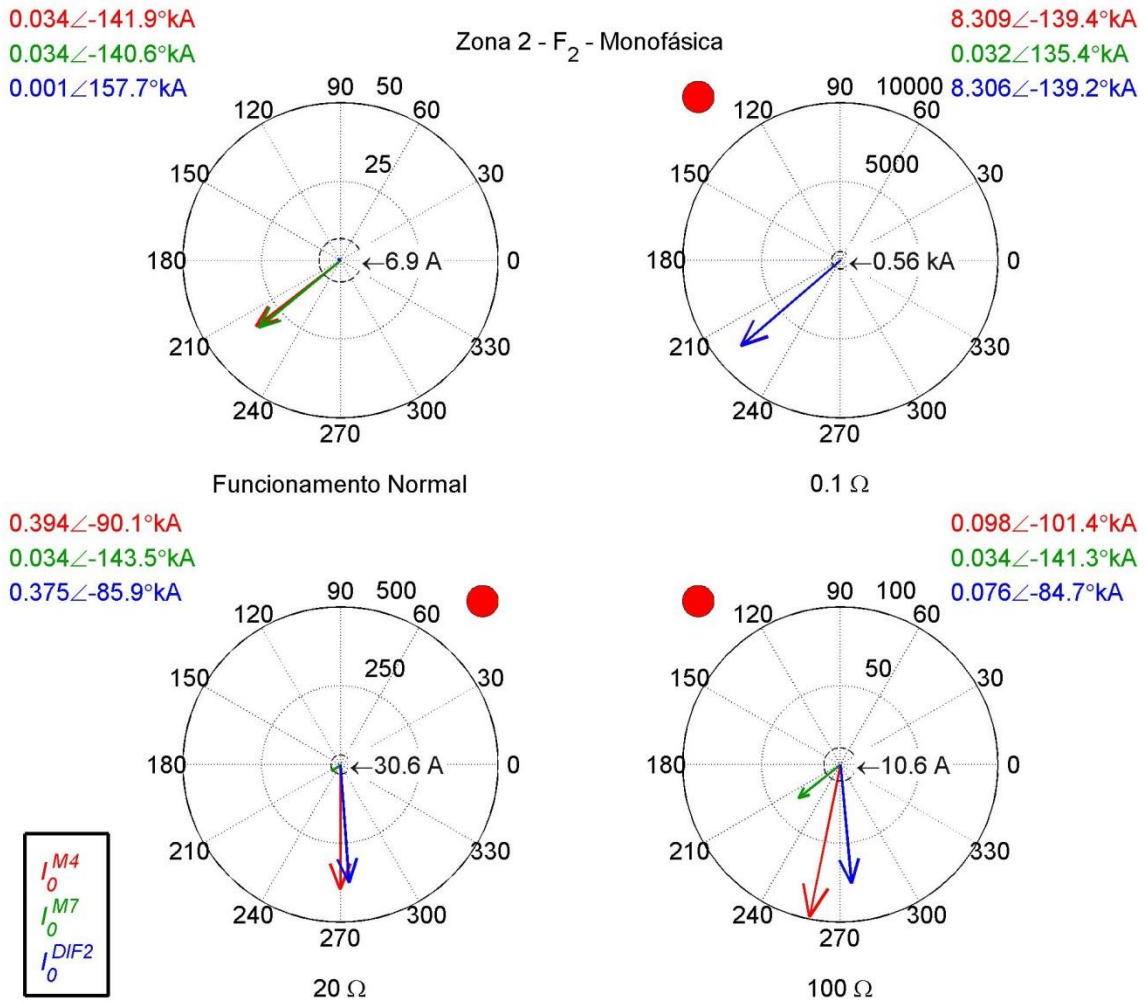 Zona 2 - F2 - Monofásica
0.034∠-141.9°kA
0.034∠-140.6°kA
0.001∠157.7°kA
90
50
120
60
25
150
30
180
←6.9 A
0
210
330
240
300
270
Funcionamento Normal
8.309∠-139.4°kA
0.032∠135.4°kA
8.306∠-139.2°kA
90
10000
120
60
5000
150
30
180
←0.56 kA
0
210
330
240
300
270
0.1 Ω
0.394∠-90.1°kA
0.034∠-143.5°kA
0.375∠-85.9°kA
90
500
120
60
250
150
30
180
←30.6 A
0
210
330
240
300
270
20 Ω
0.098∠-101.4°kA
0.034∠-141.3°kA
0.076∠-84.7°kA
90
100
120
60
50
150
30
180
←10.6 A
0
210
330
240
300
270
100 Ω
I0 M4
I0 M7
I0 DIF2